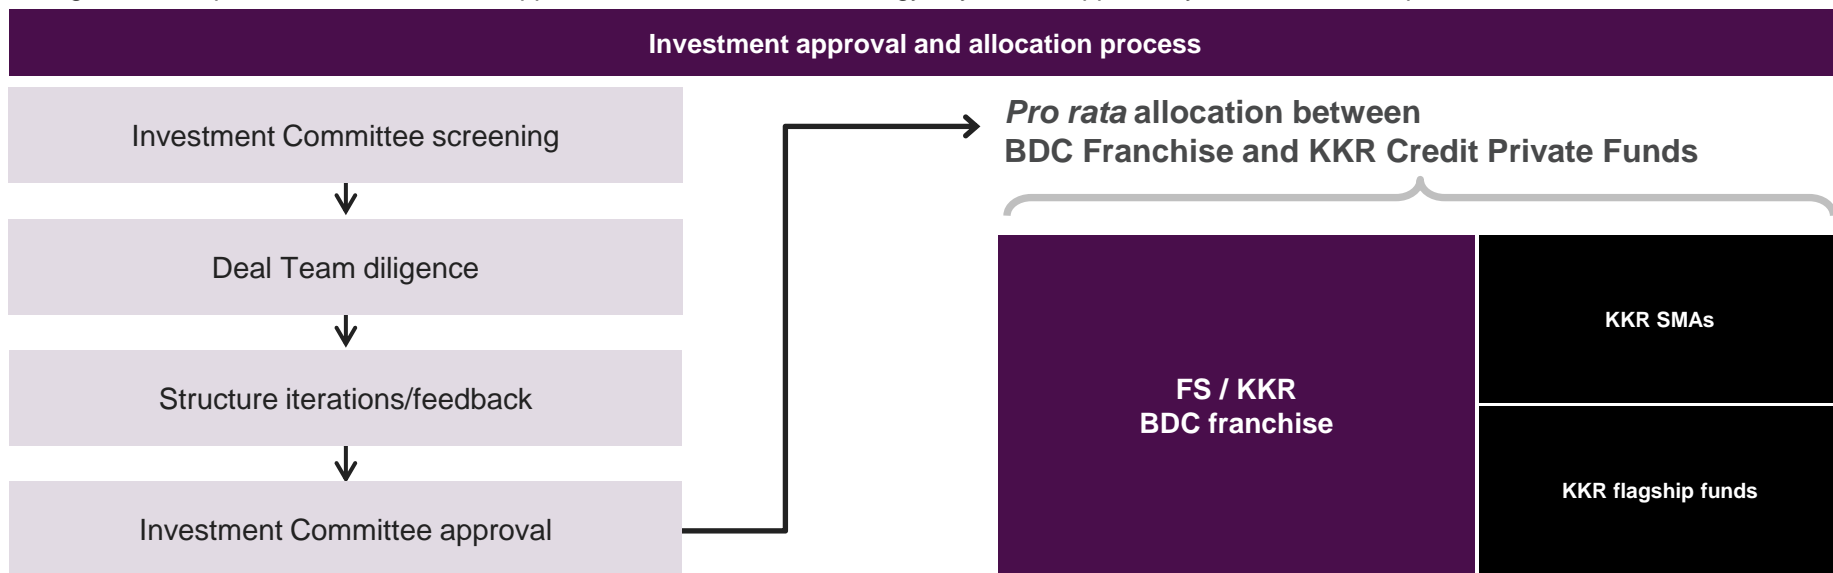 Investment approval and allocation process
Investment Committee screening
Deal Team diligence
Structure iterations/feedback
Investment Committee approval
Pro rata allocation between
BDC Franchise and KKR Credit Private Funds
FS / KKR
BDC franchise
KKR SMAs
KKR flagship funds